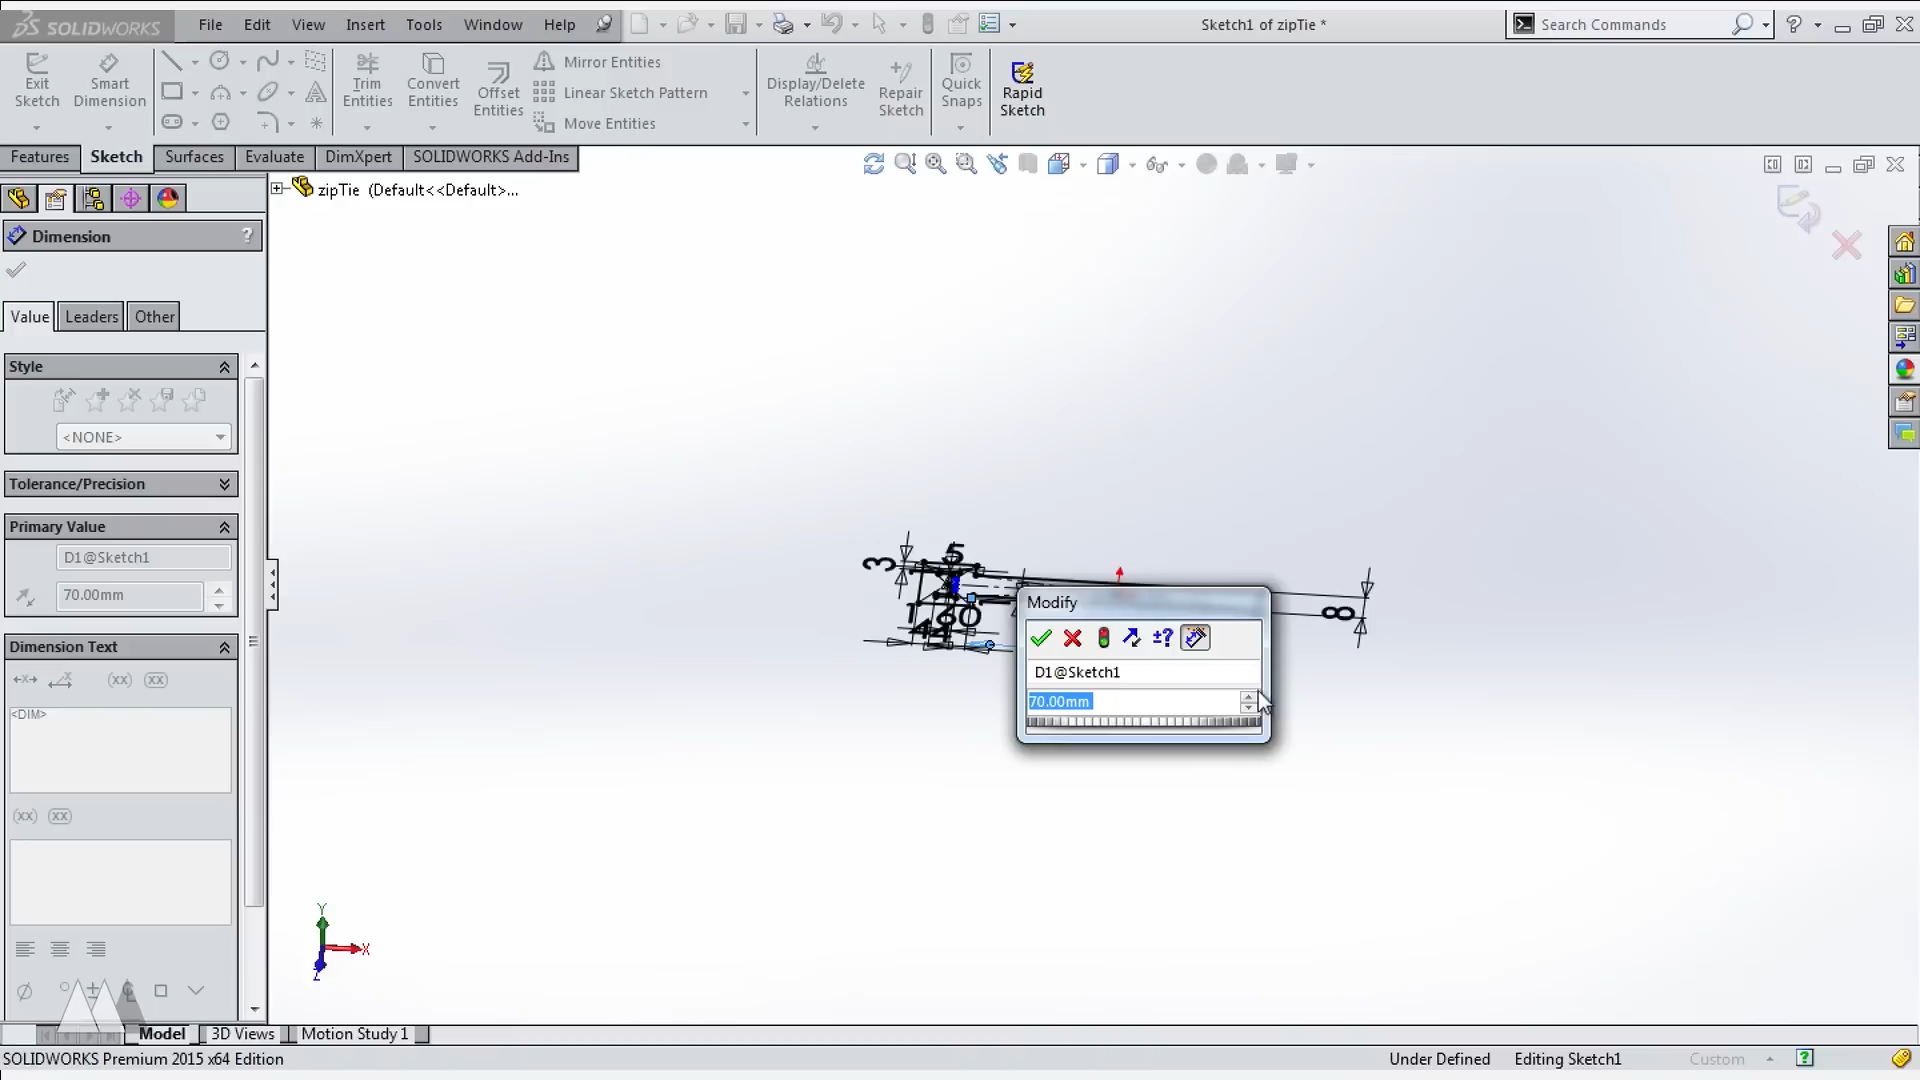 SOLIDWORKS
File Edit View Insert Tools Window Help
Sketch1 of zipTie *
Search Commands
Exit Sketch
Smart Dimension
Trim Entities
Convert Entities
Offset Entities
Mirror Entities
Linear Sketch Pattern
Move Entities
Display/Delete Relations
Repair Sketch
Quick Snaps
Rapid Sketch
Features Sketch Surfaces Evaluate DimXpert SOLIDWORKS Add-Ins
zipTie (Default<<Default>...
Dimension ?
Value Leaders Other
Style
<NONE>
Tolerance/Precision
Primary Value
D1@Sketch1
70.00mm
Dimension Text
(xx) (xx)
<DIM>
(xx) (xx)
3
5
8
Modify
±?
D1@Sketch1
70.00mm
Y
X
Z
Model 3D Views Motion Study 1
SOLIDWORKS Premium 2015 x64 Edition
Under Defined Editing Sketch1 Custom ?